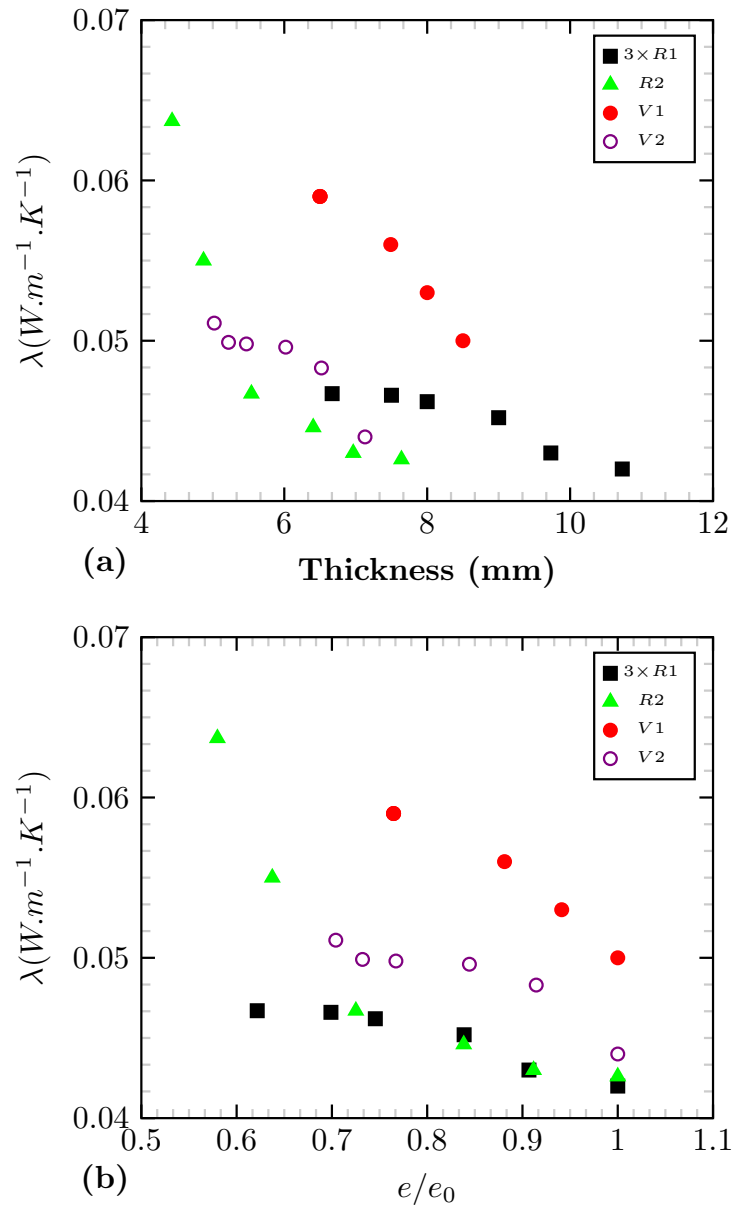 0.07
0.06
0.05
0.04
λ(W.m⁻¹.K⁻¹)
3×R1
R2
V1
V2
4 6 8 10 12
(a) Thickness (mm)
0.07
0.06
0.05
0.04
λ(W.m⁻¹.K⁻¹)
3×R1
R2
V1
V2
0.5 0.6 0.7 0.8 0.9 1 1.1
(b) e/e₀